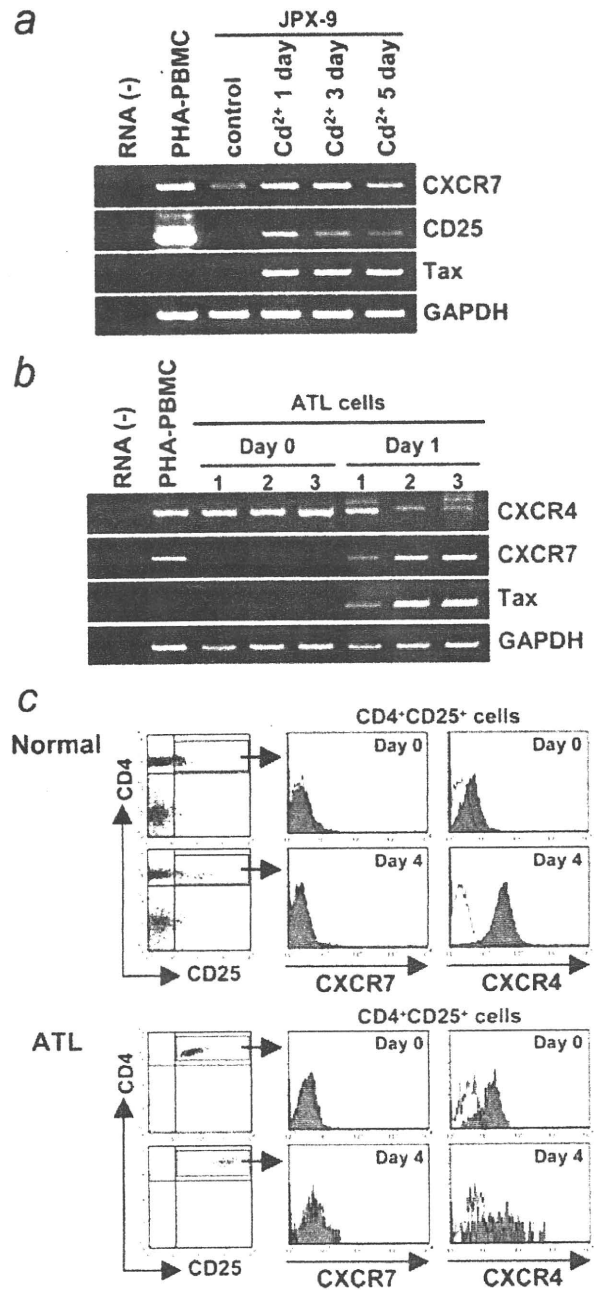 a
JPX-9
RNA (-)
PHA-PBMC
control
Cd²⁺ 1 day
Cd²⁺ 3 day
Cd²⁺ 5 day
CXCR7
CD25
Tax
GAPDH
b
RNA (-)
PHA-PBMC
ATL cells
Day 0
Day 1
1 2 3 1 2 3
CXCR4
CXCR7
Tax
GAPDH
c
Normal
CD4⁺CD25⁺ cells
CD4
Day 0
Day 0
Day 4
Day 4
CD25
CXCR7
CXCR4
ATL
CD4⁺CD25⁺ cells
CD4
Day 0
Day 0
Day 4
Day 4
CD25
CXCR7
CXCR4